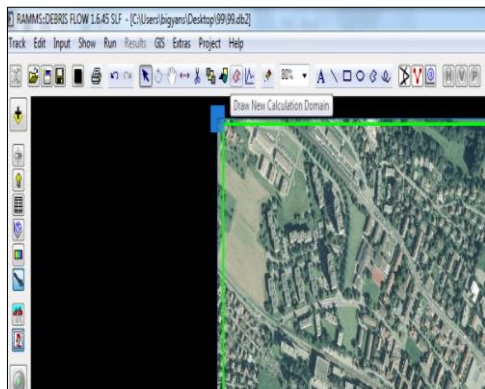 RAMMS::DEBRIS FLOW 1.6.45 SLF - [C:\Users\bigyans\Desktop\99\99.db2]
Track Edit Input Show Run Results GIS Extras Project Help
80% A H V P
Draw New Calculation Domain